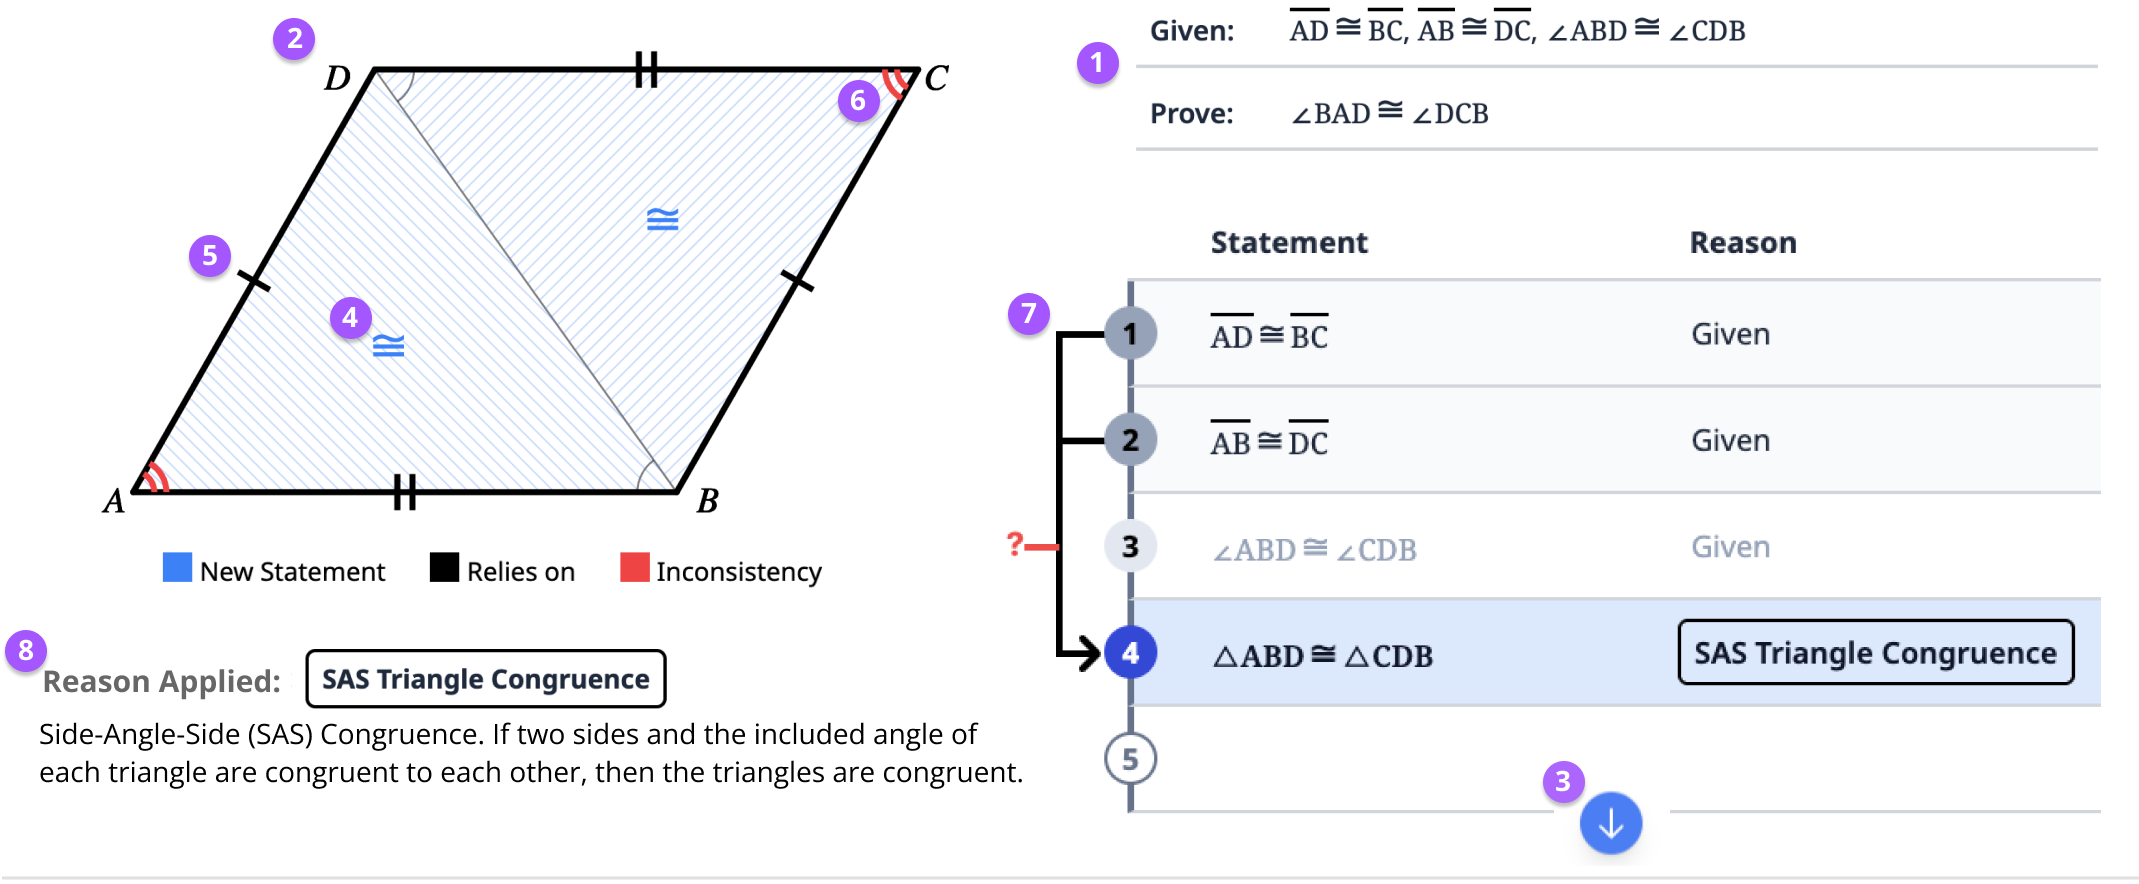 2
D
C
6
5
4
≅
≅
A
B
New Statement
Relies on
Inconsistency
8
Reason Applied:
SAS Triangle Congruence
Side-Angle-Side (SAS) Congruence. If two sides and the included angle of
each triangle are congruent to each other, then the triangles are congruent.
1
Given: AD ≅ BC, AB ≅ DC, ∠ABD ≅ ∠CDB
Prove: ∠BAD ≅ ∠DCB
Statement Reason
7
1 AD ≅ BC Given
2 AB ≅ DC Given
?
3 ∠ABD ≅ ∠CDB Given
4 △ABD ≅ △CDB SAS Triangle Congruence
5
3